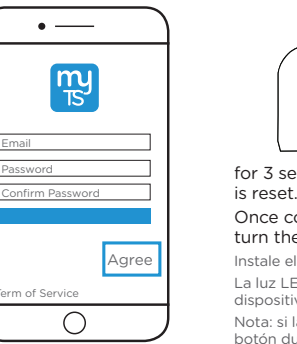 my
TS
Email
Password
Confirm Password
Agree
Term of Service
for 3 se
is reset.
Once co
turn the
Instale el
La luz LE
dispositiv
Nota: si la
botón du